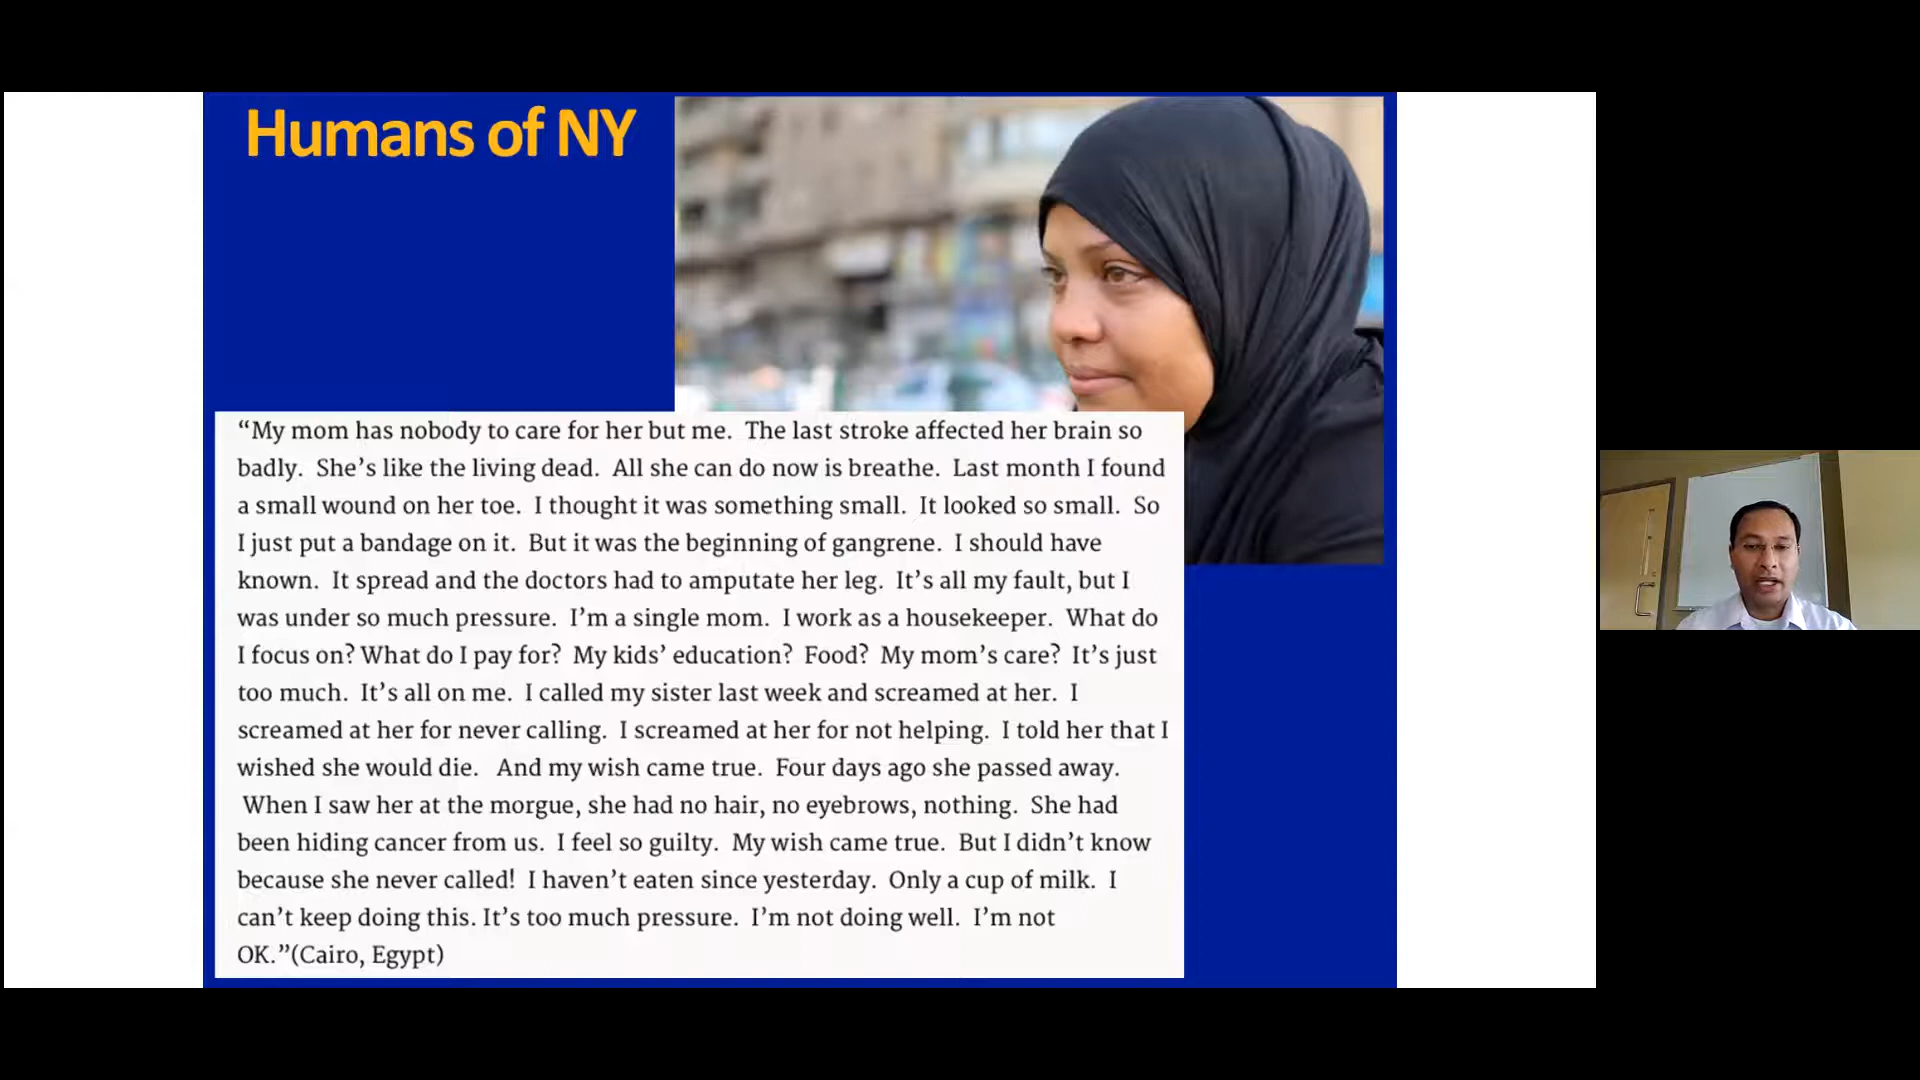 Humans of NY
“My mom has nobody to care for her but me.  The last stroke affected her brain so
badly.  She’s like the living dead.  All she can do now is breathe.  Last month I found
a small wound on her toe.  I thought it was something small.  It looked so small.  So
I just put a bandage on it.  But it was the beginning of gangrene.  I should have
known.  It spread and the doctors had to amputate her leg.  It’s all my fault, but I
was under so much pressure.  I’m a single mom.  I work as a housekeeper.  What do
I focus on? What do I pay for?  My kids’ education?  Food?  My mom’s care?  It’s just
too much.  It’s all on me.  I called my sister last week and screamed at her.  I
screamed at her for never calling.  I screamed at her for not helping.  I told her that I
wished she would die.   And my wish came true.  Four days ago she passed away.
When I saw her at the morgue, she had no hair, no eyebrows, nothing.  She had
been hiding cancer from us.  I feel so guilty.  My wish came true.  But I didn’t know
because she never called!  I haven’t eaten since yesterday.  Only a cup of milk.  I
can’t keep doing this. It’s too much pressure.  I’m not doing well.  I’m not
OK.”(Cairo, Egypt)